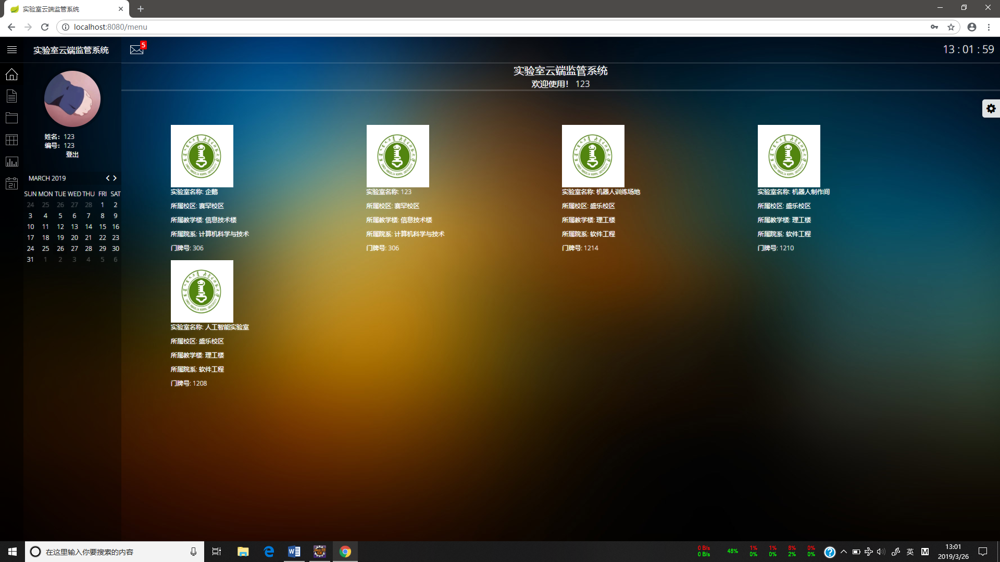 实验室云端监管系统
localhost:8080/menu
实验室云端监管系统
5
13 : 01 : 59
实验室云端监管系统
欢迎使用！ 123
姓名：123
编号：123
登出
MARCH 2019
SUN MON TUE WED THU FRI SAT
24 25 26 27 28 1 2
3 4 5 6 7 8 9
10 11 12 13 14 15 16
17 18 19 20 21 22 23
24 25 26 27 28 29 30
31 1 2 3 4 5 6
21
实验室名称: 企鹅
所属校区: 赛罕校区
所属教学楼: 信息技术楼
所属院系: 计算机科学与技术
门牌号: 306
实验室名称: 123
所属校区: 赛罕校区
所属教学楼: 信息技术楼
所属院系: 计算机科学与技术
门牌号: 306
实验室名称: 机器人训练场地
所属校区: 盛乐校区
所属教学楼: 理工楼
所属院系: 软件工程
门牌号: 1214
实验室名称: 机器人制作间
所属校区: 盛乐校区
所属教学楼: 理工楼
所属院系: 软件工程
门牌号: 1210
实验室名称: 人工智能实验室
所属校区: 盛乐校区
所属教学楼: 理工楼
所属院系: 软件工程
门牌号: 1208
在这里输入你要搜索的内容
0 B/s
0 B/s
48%
1%
0%
1%
0%
8%
2%
0%
0%
英
M
13:01
2019/3/26